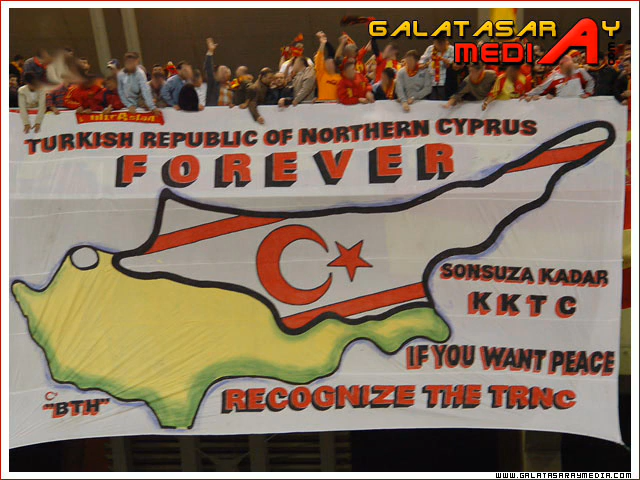 GALATASARAY
MEDIA
ultrAslan
TURKISH REPUBLIC OF NORTHERN CYPRUS
FOREVER
SONSUZA KADAR
KKTC
IF YOU WANT PEACE
RECOGNIZE THE TRNC
"BTH"
WWW.GALATASARAYMEDIA.COM